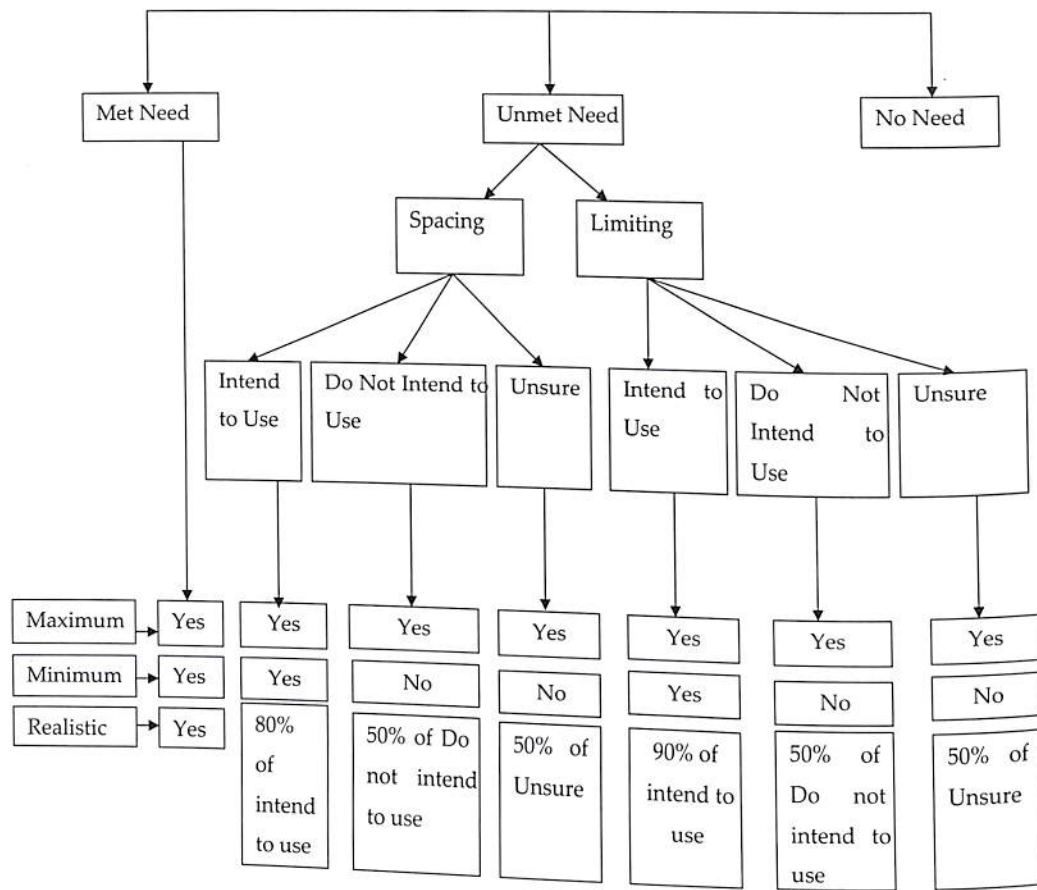 Met Need
Unmet Need
No Need
Spacing
Limiting
Intend
to Use
Do Not Intend to
Use
Unsure
Intend to
Use
Do Not
Intend to
Use
Unsure
Maximum
Yes
Yes
Yes
Yes
Yes
Yes
Yes
Minimum
Yes
Yes
No
No
Yes
No
No
Realistic
Yes
80%
of
intend
to use
50% of Do
not intend
to use
50% of
Unsure
90% of
intend to
use
50% of
Do not
intend to
use
50% of
Unsure